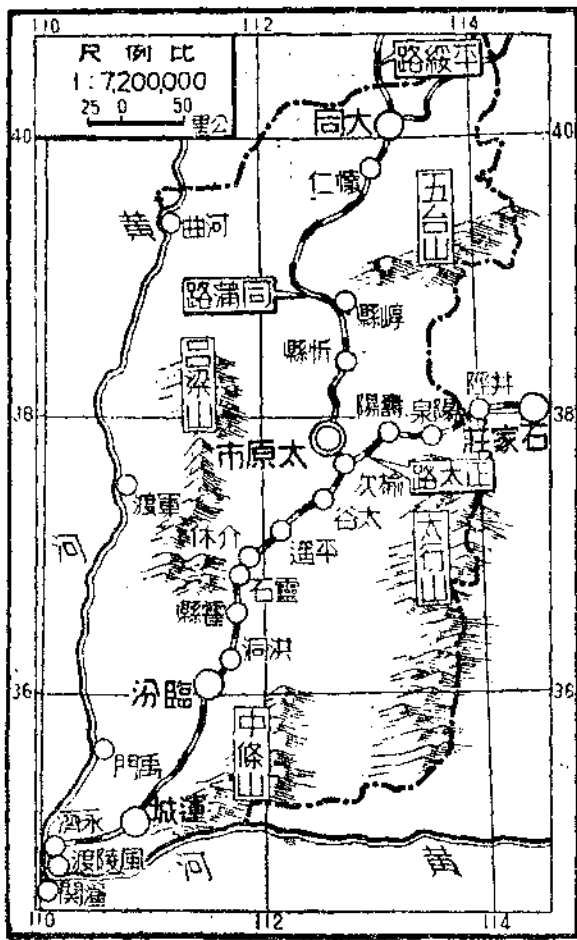 110
112
114
比例尺
1:7,200,000
25 0 50
公里
平綏路
40
大同
40
懷仁
五台山
黃
河曲
同蒲路
崞縣
忻縣
呂梁山
井陘
38
壽陽
陽泉
石家莊
38
太原市
榆次
正太路
軍渡
太谷
太行山
河
平遙
介休
靈石
霍縣
洪洞
36
臨汾
36
中條山
禹門
運城
永濟
風陵渡
河
黃
潼関
110
112
114